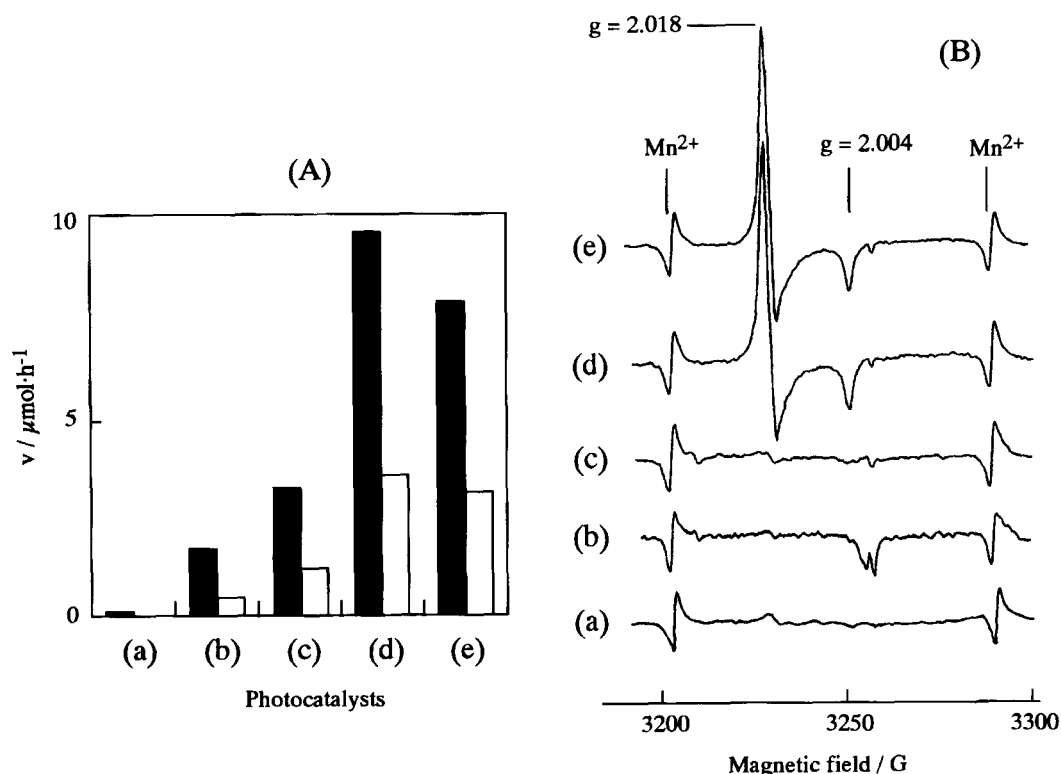 (A)
10
5
0
v / μmol·h⁻¹
(a) (b) (c) (d) (e)
Photocatalysts
(B)
g = 2.018
Mn²⁺
g = 2.004
Mn²⁺
(e)
(d)
(c)
(b)
(a)
3200 3250 3300
Magnetic field / G